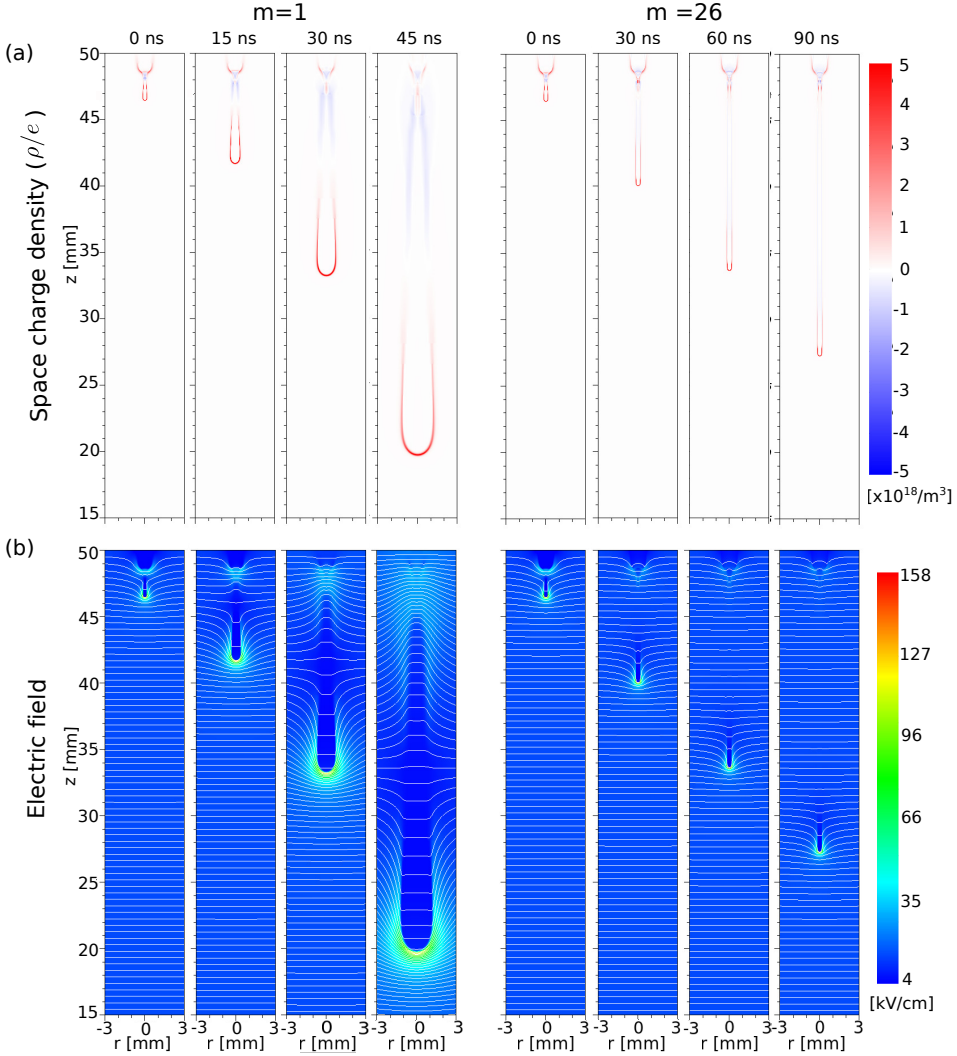 m=1 m =26
(a)
0 ns 15 ns 30 ns 45 ns 0 ns 30 ns 60 ns 90 ns
Space charge density (ρ/e )
z [mm]
50
45
40
35
30
25
20
15
5
4
3
2
1
0
-1
-2
-3
-4
-5
[x10¹⁸/m³]
(b)
Electric field
z [mm]
50
45
40
35
30
25
20
15
158
127
96
66
35
4
[kV/cm]
-3 0 3 -3 0 3 -3 0 3 -3 0 3 -3 0 3 -3 0 3 -3 0 3 -3 0 3
r [mm] r [mm] r [mm] r [mm] r [mm] r [mm] r [mm] r [mm]